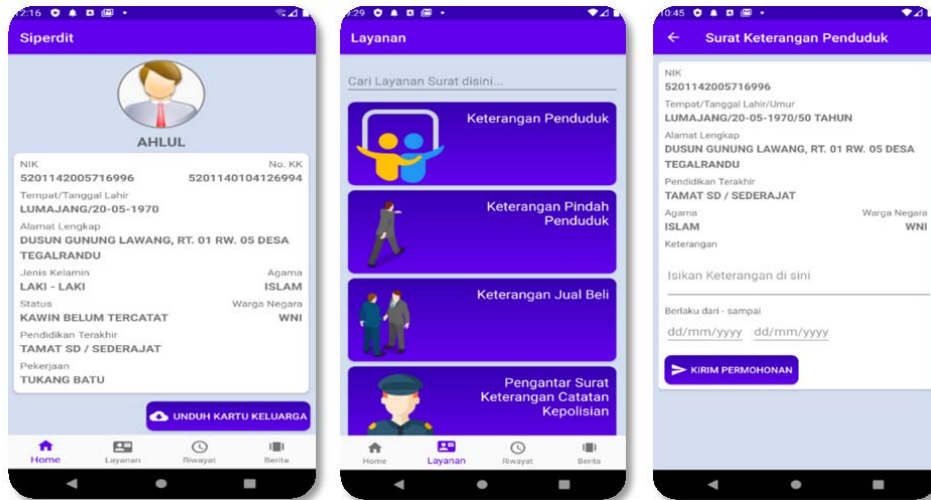 2:16
Siperdit
AHLUL
NIK No. KK
5201142005716996 5201140104126994
Tempat/Tanggal Lahir
LUMAJANG/20-05-1970
Alamat Lengkap
DUSUN GUNUNG LAWANG, RT. 01 RW. 05 DESA
TEGALRANDU
Jenis Kelamin Agama
LAKI - LAKI ISLAM
Status Warga Negara
KAWIN BELUM TERCATAT WNI
Pendidikan Terakhir
TAMAT SD / SEDERAJAT
Pekerjaan
TUKANG BATU
UNDUH KARTU KELUARGA
Home Layanan Riwayat Berita
:29
Layanan
Cari Layanan Surat disini...
Keterangan Penduduk
Keterangan Pindah
Penduduk
Keterangan Jual Beli
Pengantar Surat
Keterangan Catatan
Kepolisian
Home Layanan Riwayat Berita
0:45
Surat Keterangan Penduduk
NIK
5201142005716996
Tempat/Tanggal Lahir/Umur
LUMAJANG/20-05-1970/50 TAHUN
Alamat Lengkap
DUSUN GUNUNG LAWANG, RT. 01 RW. 05 DESA
TEGALRANDU
Pendidikan Terakhir
TAMAT SD / SEDERAJAT
Agama Warga Negara
ISLAM WNI
Keterangan
Isikan Keterangan di sini
Berlaku dari - sampai
dd/mm/yyyy dd/mm/yyyy
KIRIM PERMOHONAN